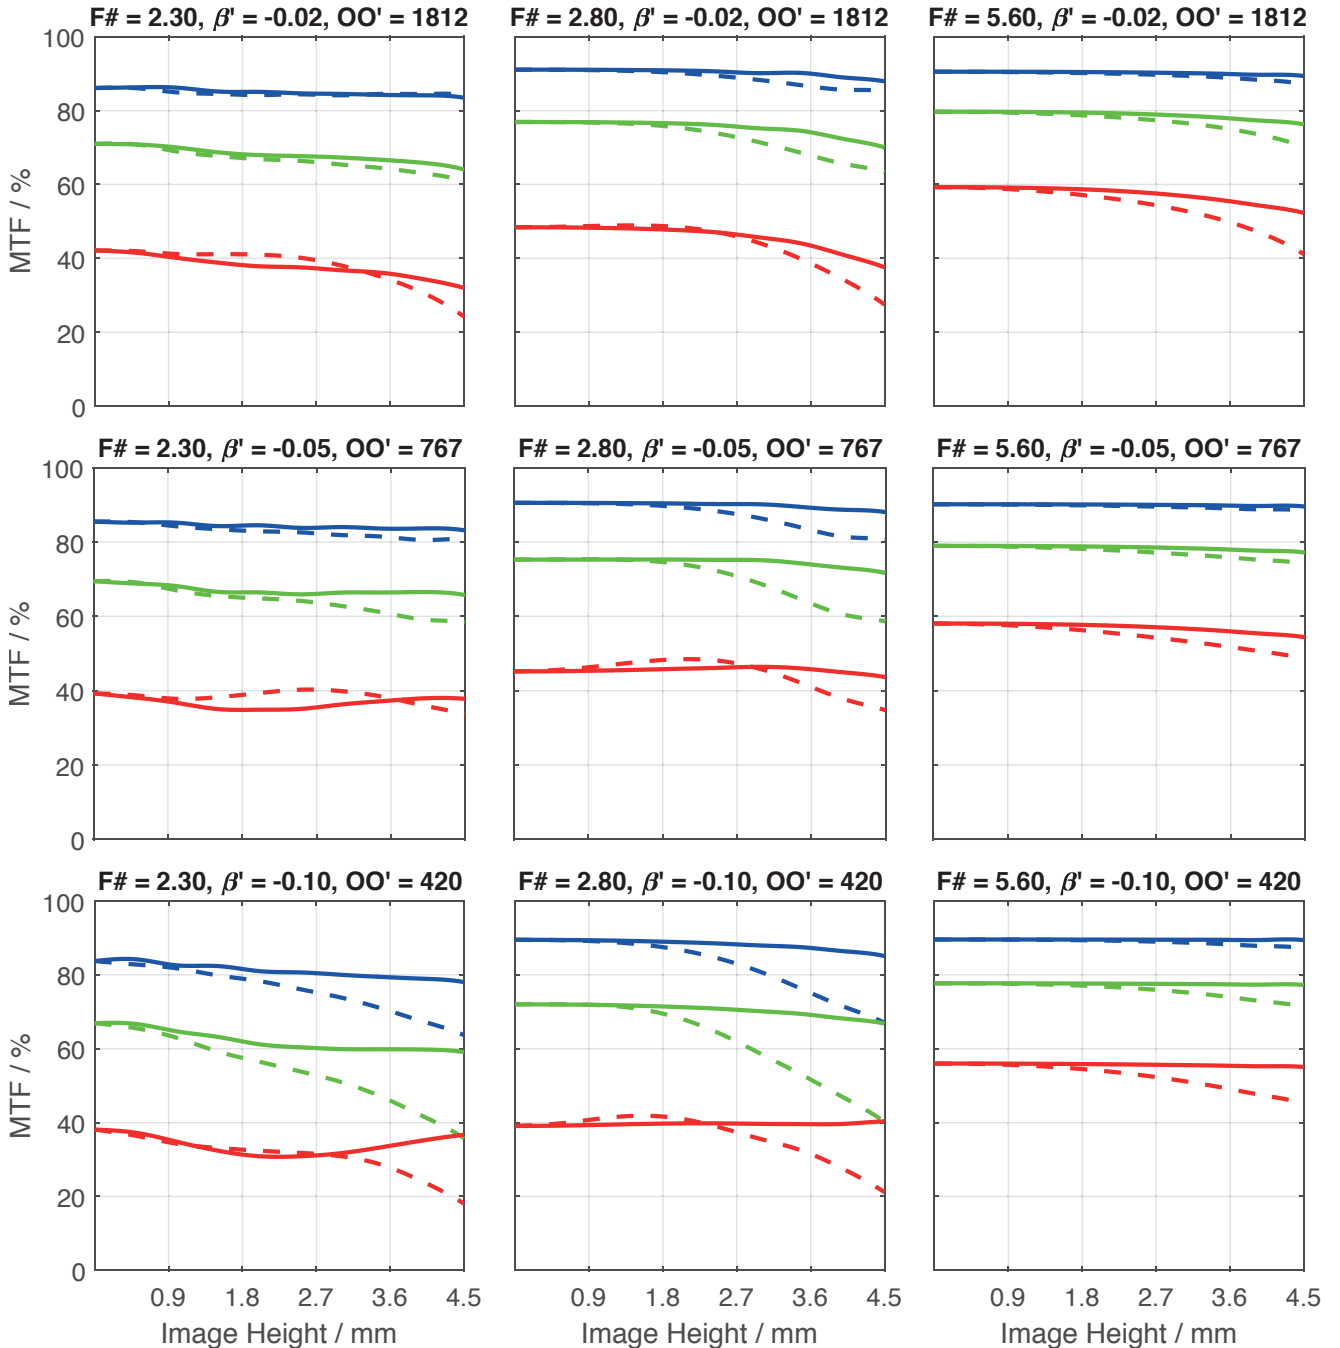 F# = 2.30, β' = -0.02, OO' = 1812
F# = 2.80, β' = -0.02, OO' = 1812
F# = 5.60, β' = -0.02, OO' = 1812
100
80
60
40
20
0
MTF / %
F# = 2.30, β' = -0.05, OO' = 767
F# = 2.80, β' = -0.05, OO' = 767
F# = 5.60, β' = -0.05, OO' = 767
100
80
60
40
20
0
MTF / %
F# = 2.30, β' = -0.10, OO' = 420
F# = 2.80, β' = -0.10, OO' = 420
F# = 5.60, β' = -0.10, OO' = 420
100
80
60
40
20
0
MTF / %
0.9 1.8 2.7 3.6 4.5
0.9 1.8 2.7 3.6 4.5
0.9 1.8 2.7 3.6 4.5
Image Height / mm
Image Height / mm
Image Height / mm